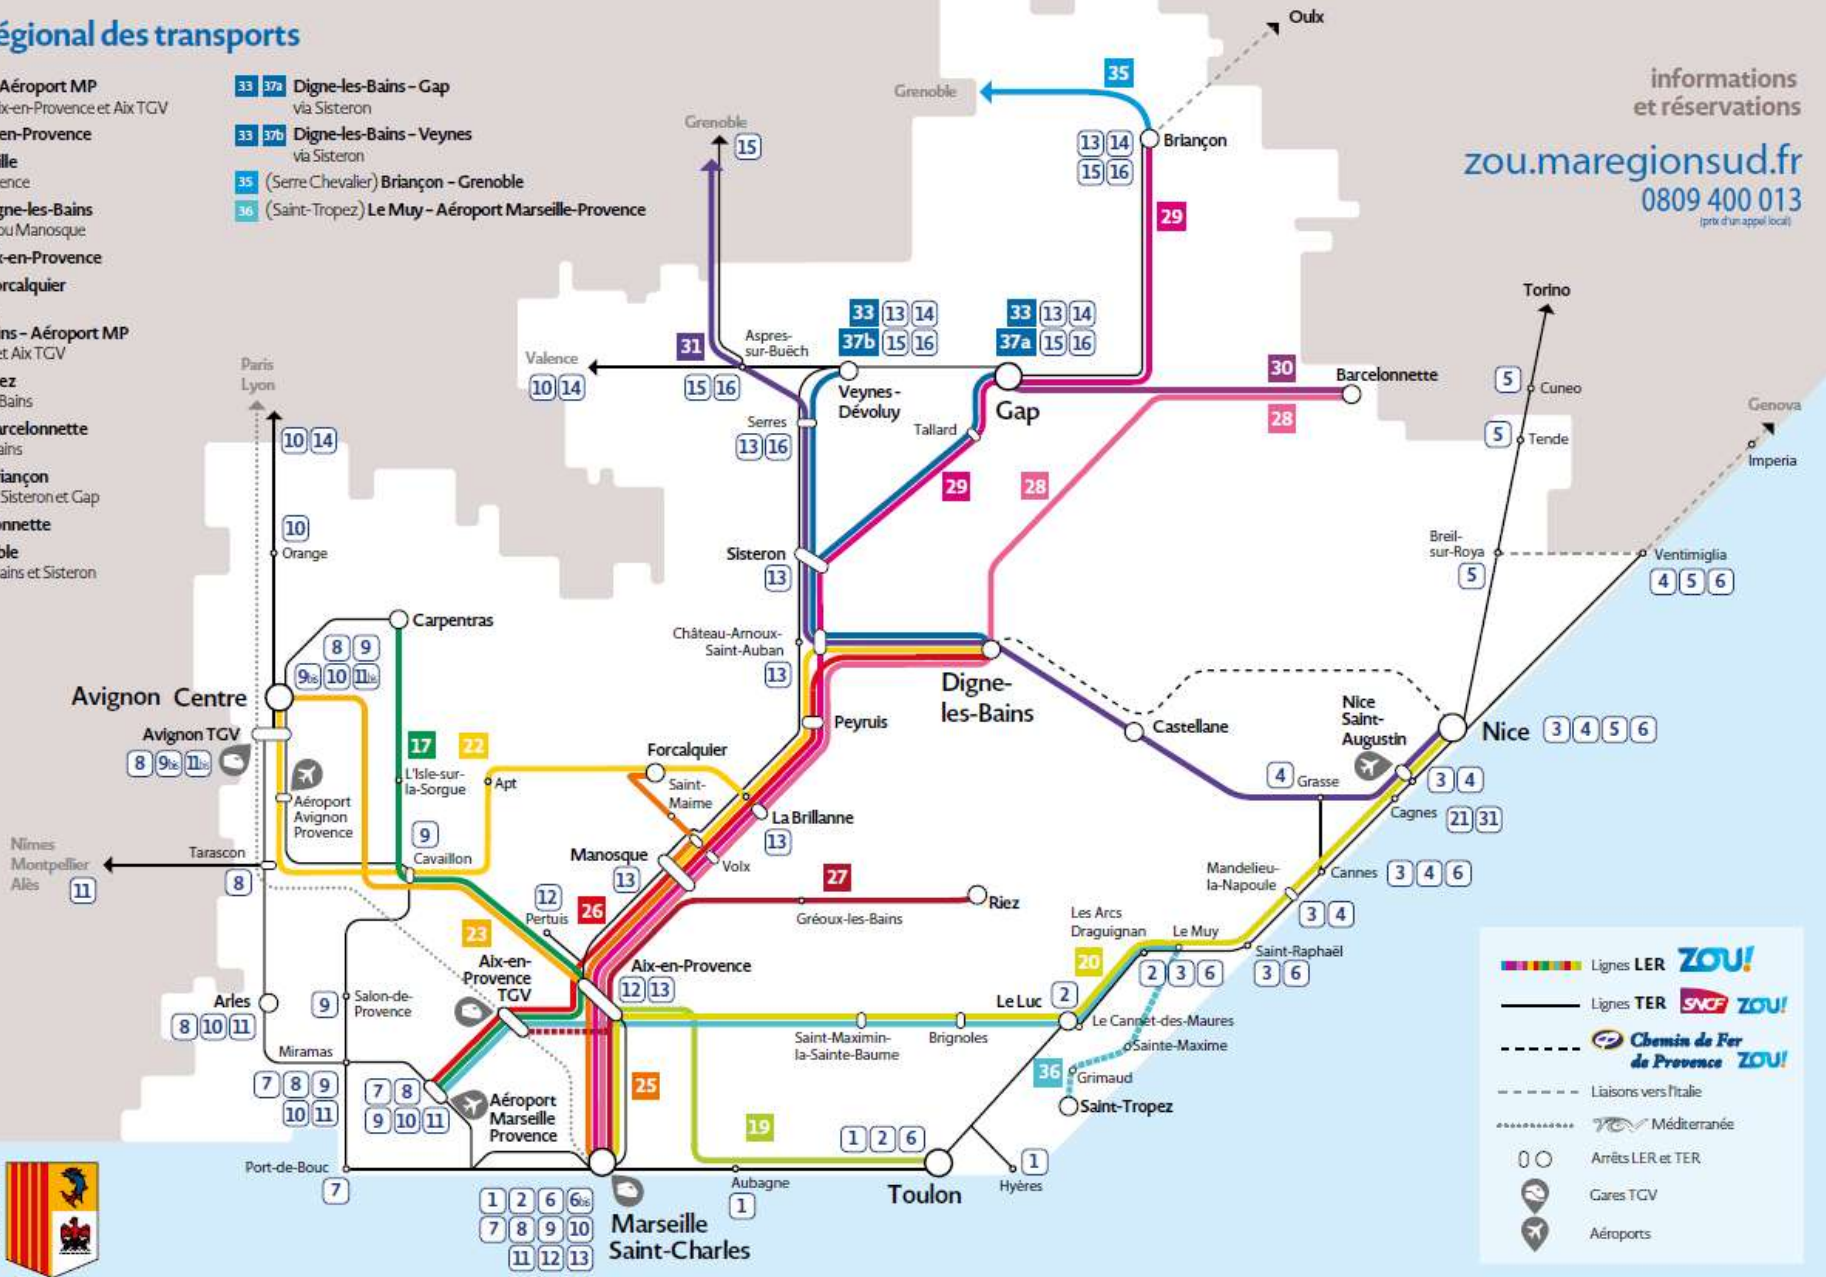 égional des transports
Aéroport MP
ix-en-Provence et Aix TGV
en-Provence
ille
ence
gne-les-Bains
ou Manosque
x-en-Provence
orcalquier
ins – Aéroport MP
et Aix TGV
ez
Bains
arcelonnette
ains
iançon
Sisteron et Gap
onnette
ble
ains et Sisteron
33 37a Digne-les-Bains – Gap
via Sisteron
33 37b Digne-les-Bains – Veynes
via Sisteron
35 (Serre Chevalier) Briançon – Grenoble
36 (Saint-Tropez) Le Muy – Aéroport Marseille-Provence
informations
et réservations
zou.maregionsud.fr
0809 400 013
(prix d'un appel local)
Oulx
35
Grenoble
Grenoble
15
13 14
15 16
Briançon
29
Torino
33 13 14
37b 15 16
33 13 14
37a 15 16
31
Aspres-
sur-Buëch
Valence
10 14
15 16
Veynes-
Dévoluy
Gap
30
Barcelonnette
28
5
Cuneo
Genova
Paris
Lyon
Serres
13 16
Tallard
5
Tende
Imperia
10 14
29
28
10
Orange
Sisteron
13
Breil-
sur-Roya
5
Ventimiglia
4 5 6
Carpentras
8 9
9bis 10 11bis
Château-Arnoux-
Saint-Auban
13
Digne-
les-Bains
Avignon Centre
Avignon TGV
8 9bis 11bis
17
22
Peyruis
Castellane
Nice
Saint-
Augustin
Nice
3 4 5 6
Forcalquier
Saint-
Maime
L'Isle-sur-
la-Sorgue
Apt
4
Grasse
3 4
Cagnes
21 31
Aéroport
Avignon
Provence
La Brillanne
13
9
Cavaillon
Nîmes
Montpellier
Alès
11
Tarascon
8
Manosque
13
Volx
27
Mandelieu-
la-Napoule
Cannes
3 4 6
3 4
12
Pertuis
26
Gréoux-les-Bains
Riez
Les Arcs
Draguignan
Le Muy
23
Aix-en-
Provence
TGV
Aix-en-Provence
12 13
20
2 3 6
Saint-Raphaël
3 6
Arles
8 10 11
9
Salon-de-
Provence
Le Luc
2
Le Cannet-des-Maures
Saint-Maximin-
la-Sainte-Baume
Brignoles
Sainte-Maxime
Miramas
7 8 9
10 11
7 8
9 10 11
Aéroport
Marseille
Provence
25
36
Grimaud
Saint-Tropez
19
1 2 6
Port-de-Bouc
7
Aubagne
1
Toulon
1
Hyères
1 2 6 6bis
7 8 9 10
11 12 13
Marseille
Saint-Charles
Lignes LER ZOU!
Lignes TER SNCF ZOU!
Chemin de Fer
de Provence ZOU!
Liaisons vers l'Italie
TGV Méditerranée
Arrêts LER et TER
Gares TGV
Aéroports